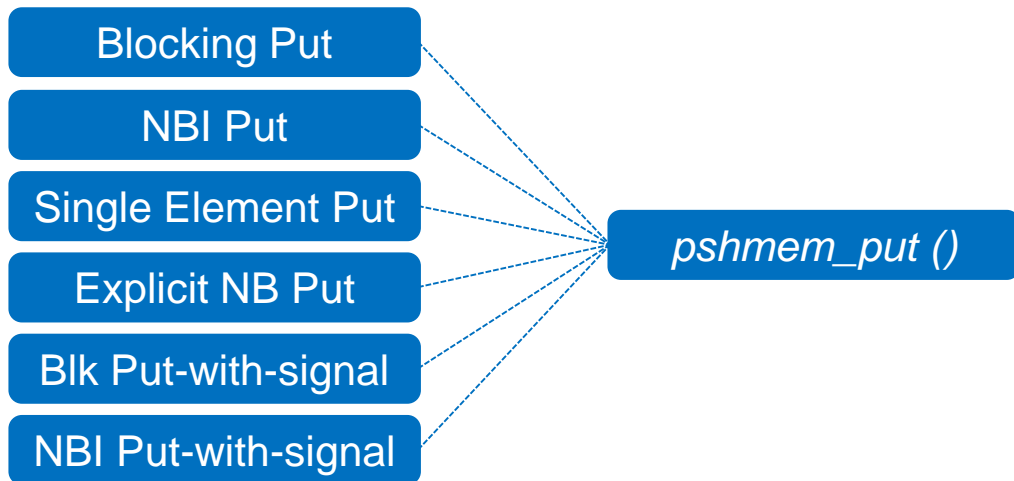 Blocking Put
NBI Put
Single Element Put
pshmem_put ()
Explicit NB Put
Blk Put-with-signal
NBI Put-with-signal